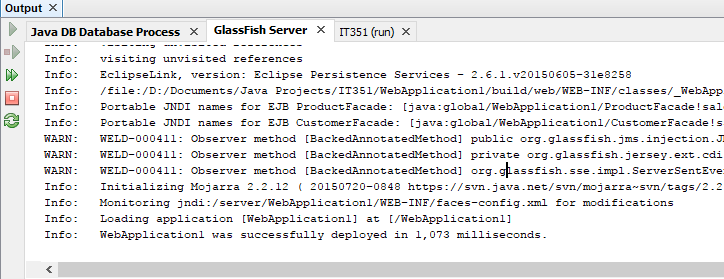 Output
Java DB Database Process
GlassFish Server
IT351 (run)
Info: visiting unvisited references
Info: visiting unvisited references
Info: EclipseLink, version: Eclipse Persistence Services - 2.6.1.v20150605-31e8258
Info: /file:/D:/Documents/Java Projects/IT351/WebApplication1/build/web/WEB-INF/classes/_WebApp
Info: Portable JNDI names for EJB ProductFacade: [java:global/WebApplication1/ProductFacade!sal
Info: Portable JNDI names for EJB CustomerFacade: [java:global/WebApplication1/CustomerFacade!s
WARN: WELD-000411: Observer method [BackedAnnotatedMethod] public org.glassfish.jms.injection.J
WARN: WELD-000411: Observer method [BackedAnnotatedMethod] private org.glassfish.jersey.ext.cdi
WARN: WELD-000411: Observer method [BackedAnnotatedMethod] org.glassfish.sse.impl.ServerSentEve
Info: Initializing Mojarra 2.2.12 ( 20150720-0848 https://svn.java.net/svn/mojarra~svn/tags/2.2
Info: Monitoring jndi:/server/WebApplication1/WEB-INF/faces-config.xml for modifications
Info: Loading application [WebApplication1] at [/WebApplication1]
Info: WebApplication1 was successfully deployed in 1,073 milliseconds.